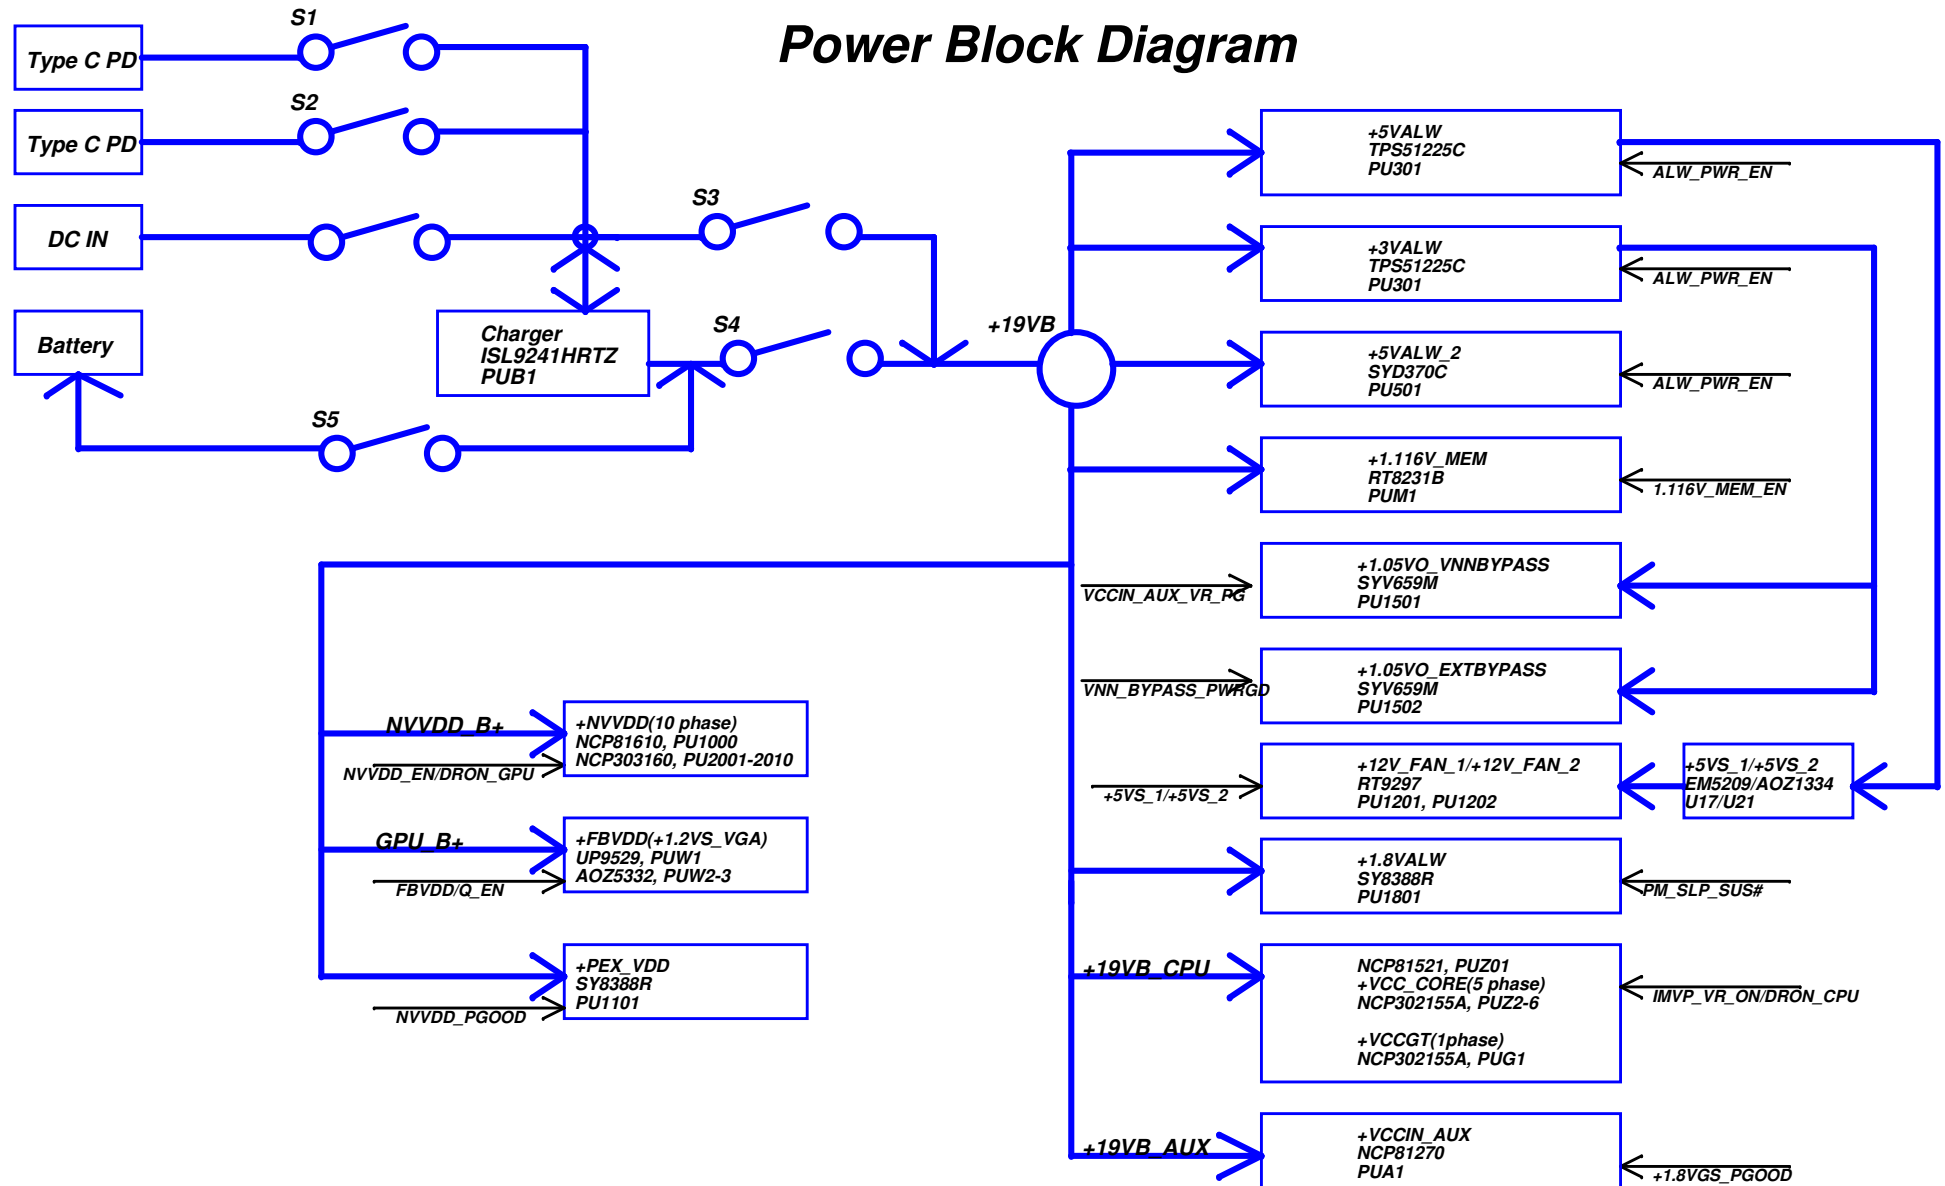 Power Block Diagram
S1
Type C PD
S2
Type C PD
DC IN
S3
Battery
Charger
ISL9241HRTZ
PUB1
S4
S5
+19VB
+5VALW
TPS51225C
PU301
ALW_PWR_EN
+3VALW
TPS51225C
PU301
ALW_PWR_EN
+5VALW_2
SYD370C
PU501
ALW_PWR_EN
+1.116V_MEM
RT8231B
PUM1
1.116V_MEM_EN
+1.05VO_VNNBYPASS
SYV659M
PU1501
VCCIN_AUX_VR_PG
+1.05VO_EXTBYPASS
SYV659M
PU1502
VNN_BYPASS_PWRGD
+12V_FAN_1/+12V_FAN_2
RT9297
PU1201, PU1202
+5VS_1/+5VS_2
+5VS_1/+5VS_2
EM5209/AOZ1334
U17/U21
NVVDD_B+
+NVVDD(10 phase)
NCP81610, PU1000
NCP303160, PU2001-2010
NVVDD_EN/DRON_GPU
GPU_B+
+FBVDD(+1.2VS_VGA)
UP9529, PUW1
AOZ5332, PUW2-3
FBVDD/Q_EN
+PEX_VDD
SY8388R
PU1101
NVVDD_PGOOD
+1.8VALW
SY8388R
PU1801
PM_SLP_SUS#
+19VB_CPU
NCP81521, PUZ01
+VCC_CORE(5 phase)
NCP302155A, PUZ2-6
+VCCGT(1phase)
NCP302155A, PUG1
IMVP_VR_ON/DRON_CPU
+19VB_AUX
+VCCIN_AUX
NCP81270
PUA1
+1.8VGS_PGOOD